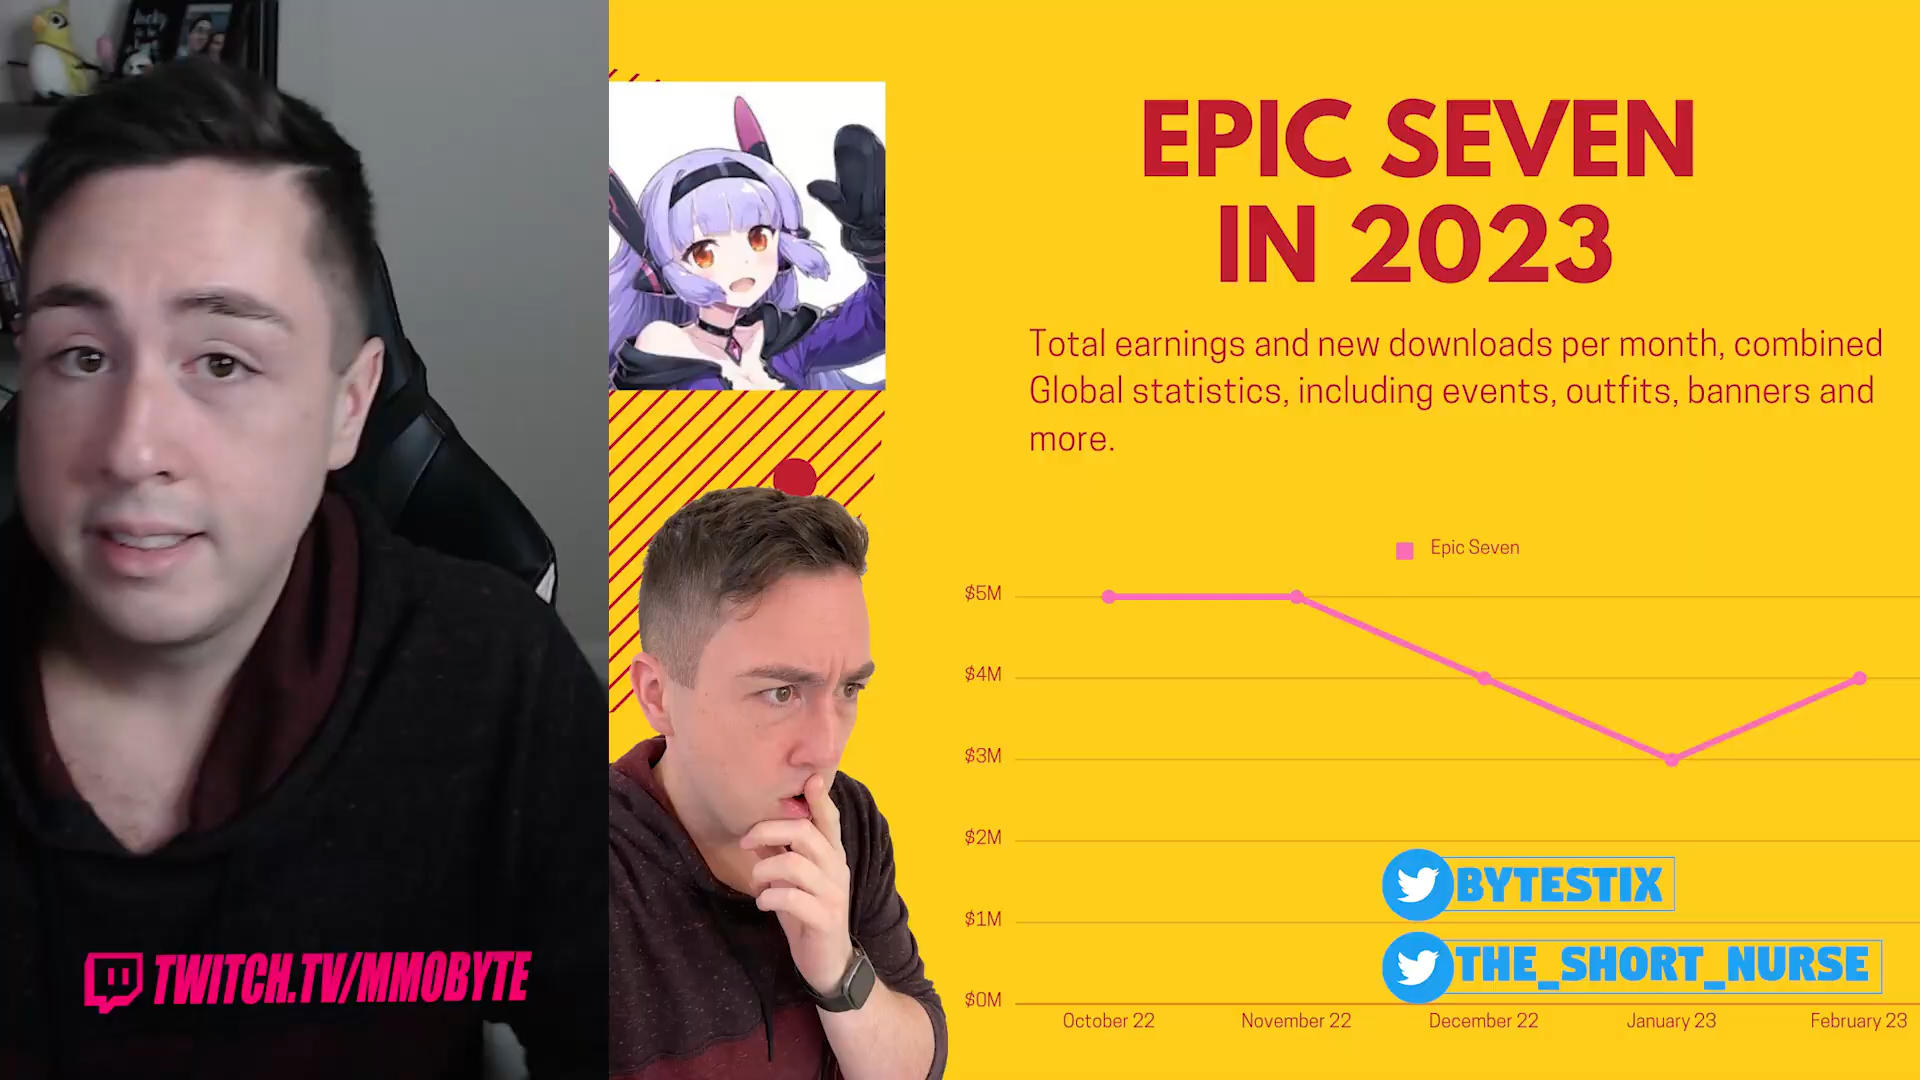 EPIC SEVEN
IN 2023
Total earnings and new downloads per month, combined
Global statistics, including events, outfits, banners and
more.
Epic Seven
$5M
$4M
$3M
$2M
$1M
$0M
October 22
November 22
December 22
January 23
February 23
BYTESTIX
THE_SHORT_NURSE
TWITCH.TV/MMOBYTE